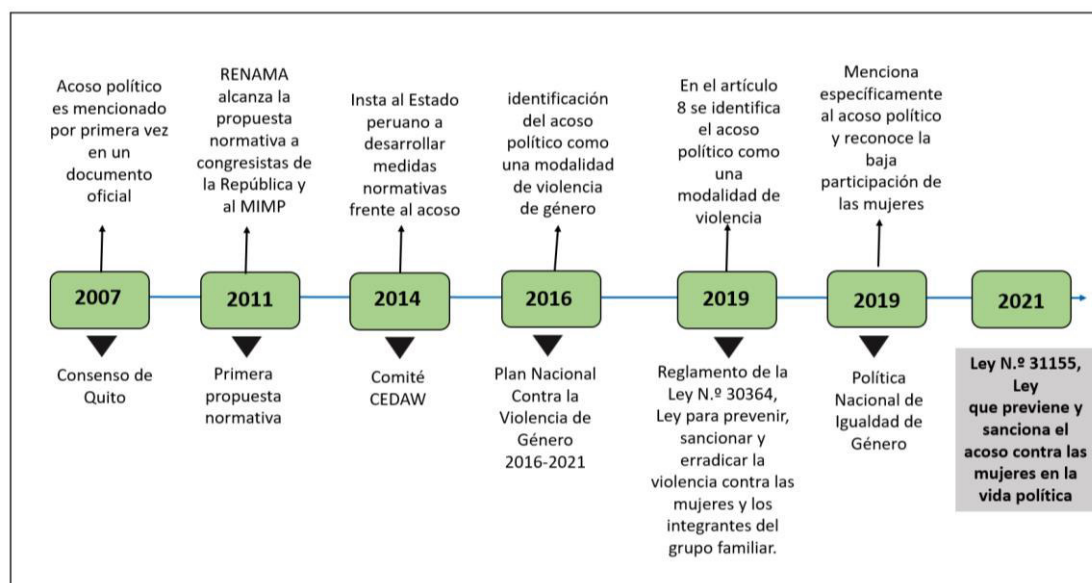 Acoso político
es mencionado
por primera vez
en un
documento
oficial
RENAMA
alcanza la
propuesta
normativa a
congresistas de
la República y
al MIMP
Insta al Estado
peruano a
desarrollar
medidas
normativas
frente al acoso
identificación
del acoso
político como
una modalidad
de violencia
de género
En el artículo
8 se identifica
el acoso
político como
una
modalidad de
violencia
Menciona
específicamente
al acoso político
y reconoce la
baja
participación de
las mujeres
2007
2011
2014
2016
2019
2019
2021
Consenso de
Quito
Primera
propuesta
normativa
Comité
CEDAW
Plan Nacional
Contra la
Violencia de
Género
2016-2021
Reglamento de la
Ley N.º 30364,
Ley para prevenir,
sancionar y
erradicar la
violencia contra las
mujeres y los
integrantes del
grupo familiar.
Política
Nacional de
Igualdad de
Género
Ley N.º 31155,
Ley
que previene y
sanciona el
acoso contra las
mujeres en la
vida política